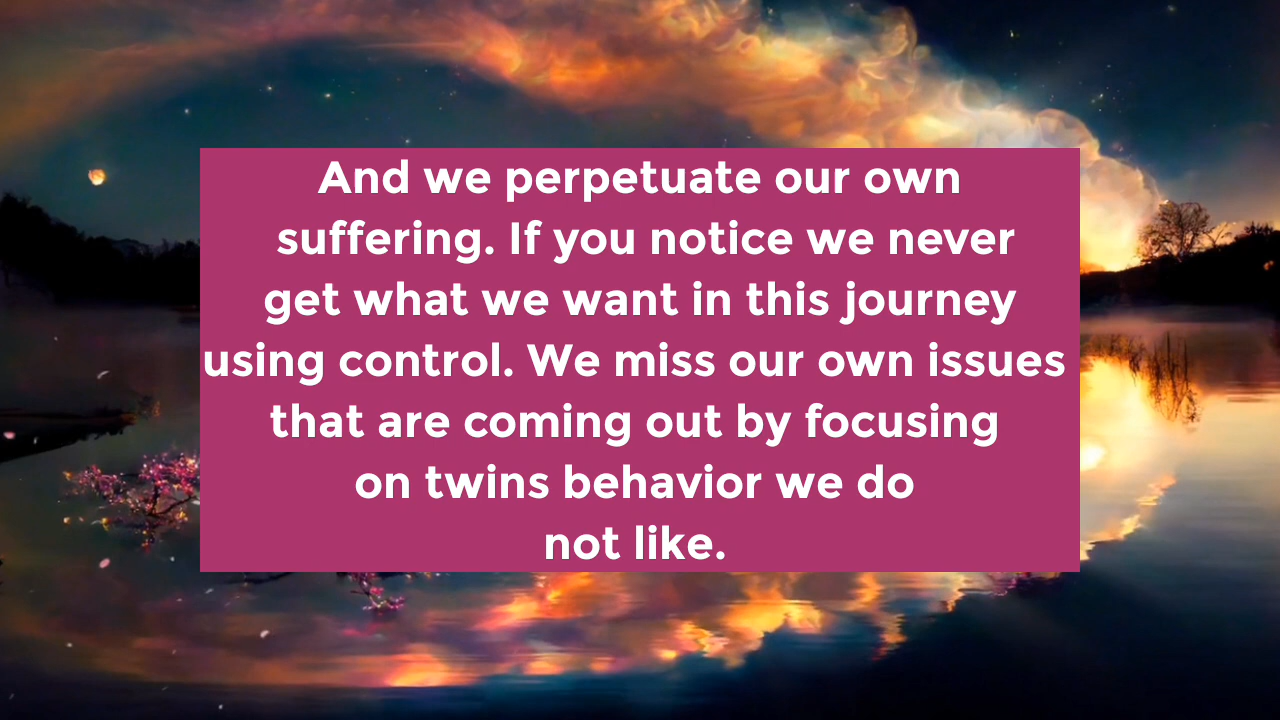 And we perpetuate our own
suffering. If you notice we never
get what we want in this journey
using control. We miss our own issues
that are coming out by focusing
on twins behavior we do
not like.